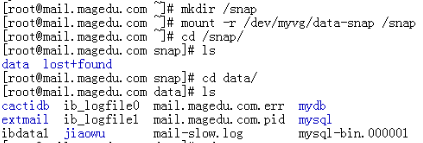 [root@mail.magedu.com ~]# mkdir /snap
[root@mail.magedu.com ~]# mount -r /dev/myvg/data-snap /snap
[root@mail.magedu.com ~]# cd /snap/
[root@mail.magedu.com snap]# ls
data lost+found
[root@mail.magedu.com snap]# cd data/
[root@mail.magedu.com data]# ls
cactidb ib_logfile0 mail.magedu.com.err mydb
extmail ib_logfile1 mail.magedu.com.pid mysql
ibdata1 jiaowu mail-slow.log mysql-bin.000001